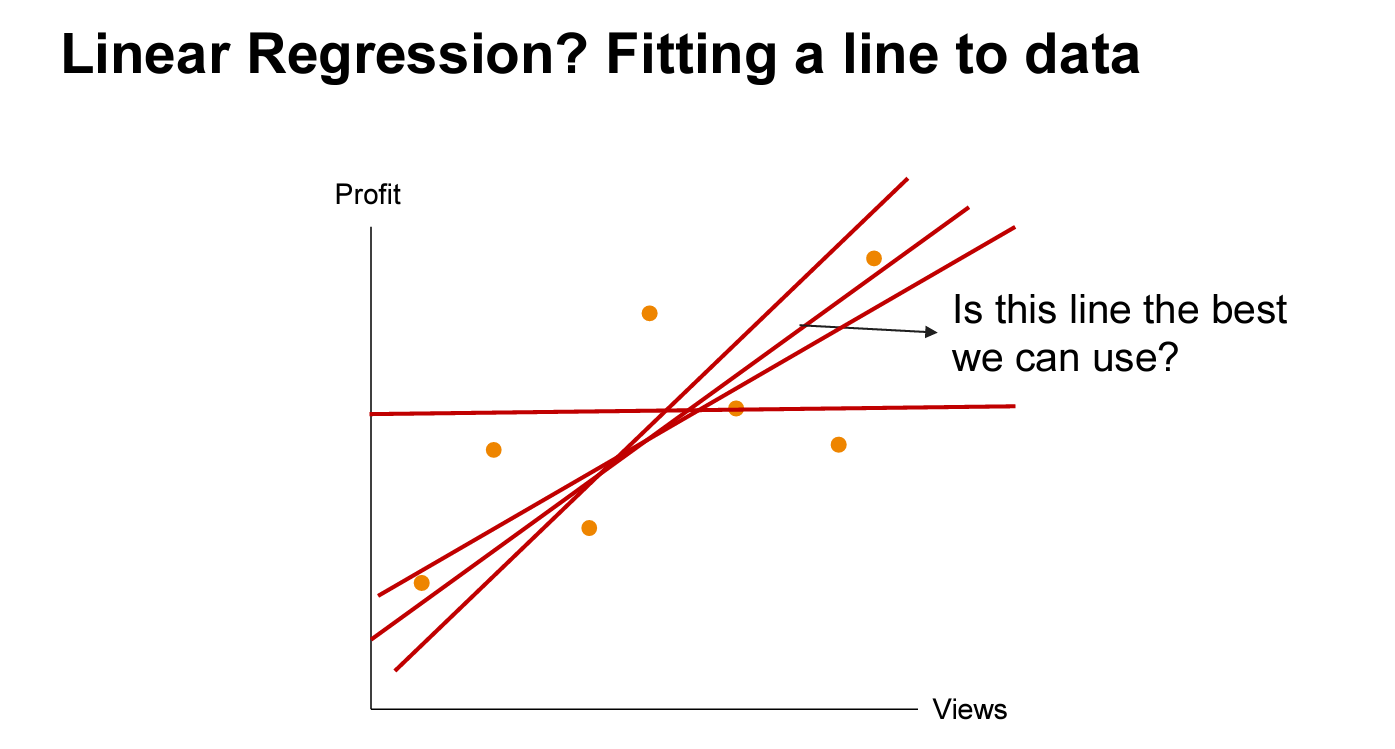 Linear Regression? Fitting a line to data
Profit
Is this line the best
we can use?
Views